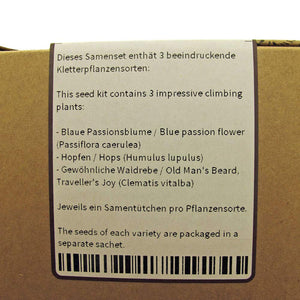 Dieses Samenset enthät 3 beeindruckende
Kletterpflanzensorten:
This seed kit contains 3 impressive climbing
plants:
- Blaue Passionsblume / Blue passion flower
(Passiflora caerulea)
- Hopfen / Hops (Humulus lupulus)
- Gewöhnliche Waldrebe / Old Man's Beard,
Traveller's Joy (Clematis vitalba)
Jeweils ein Samentütchen pro Pflanzensorte.
The seeds of each variety are packaged in a
separate sachet.